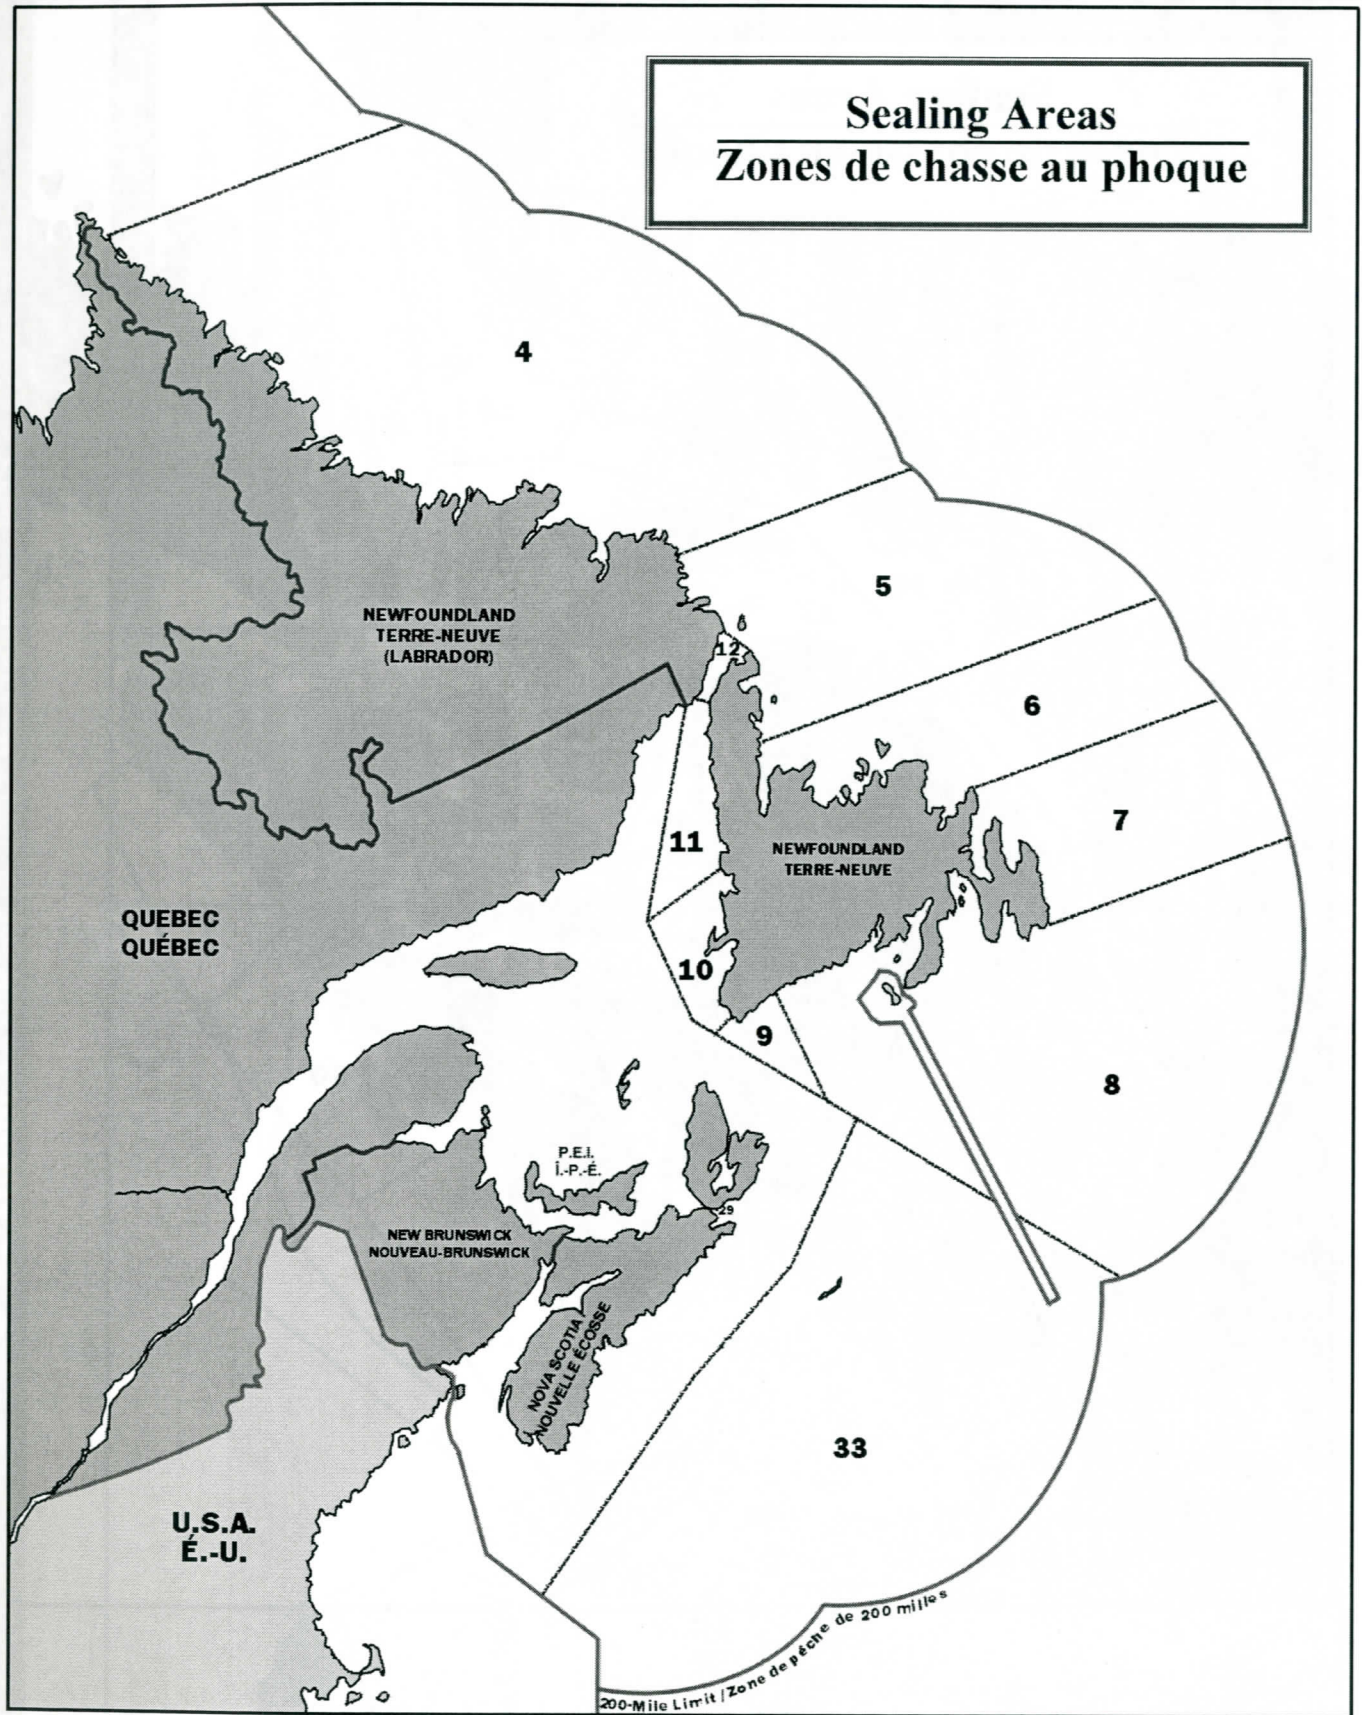 Sealing Areas
Zones de chasse au phoque
4
5
NEWFOUNDLAND
TERRE-NEUVE
(LABRADOR)
12
6
7
11
NEWFOUNDLAND
TERRE-NEUVE
QUEBEC
QUÉBEC
10
9
8
P.E.I.
Î.-P.-É.
29
NEW BRUNSWICK
NOUVEAU-BRUNSWICK
NOVA SCOTIA
NOUVELLE ÉCOSSE
33
U.S.A.
É.-U.
200-Mile Limit / Zone de pêche de 200 milles